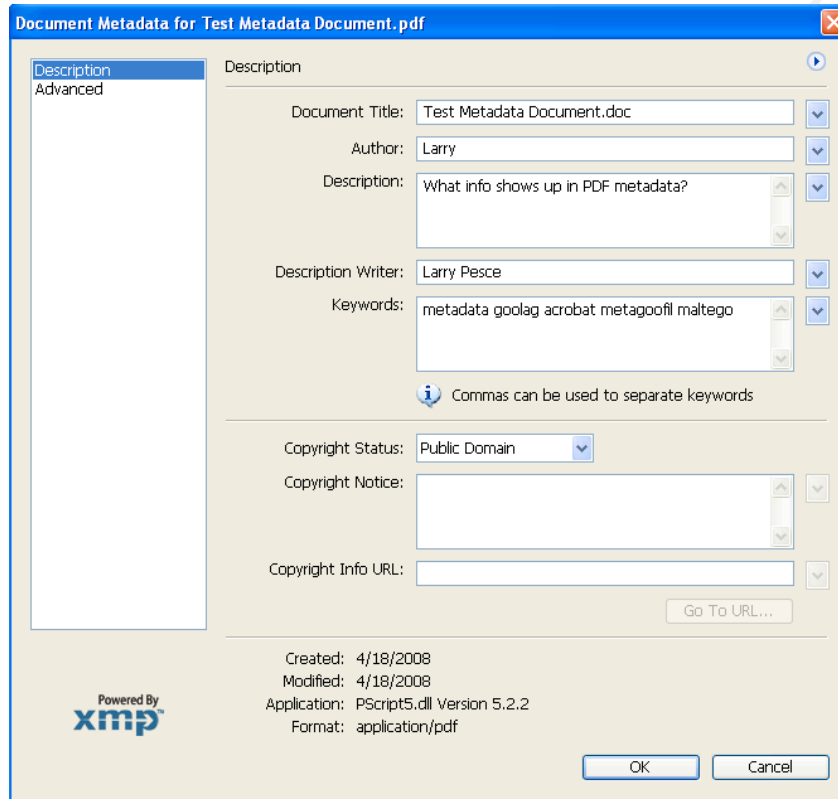 Document Metadata for Test Metadata Document.pdf
Description
Advanced
Description
Document Title: Test Metadata Document.doc
Author: Larry
Description: What info shows up in PDF metadata?
Description Writer: Larry Pesce
Keywords: metadata goolag acrobat metagoofil maltego
Commas can be used to separate keywords
Copyright Status: Public Domain
Copyright Notice:
Copyright Info URL:
Go To URL...
Created: 4/18/2008
Modified: 4/18/2008
Application: PScript5.dll Version 5.2.2
Format: application/pdf
Powered By
xmp™
OK Cancel